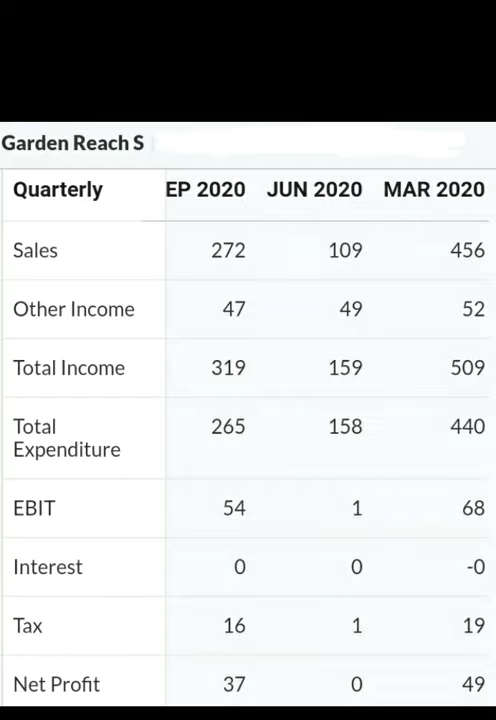 Garden Reach S
Quarterly EP 2020 JUN 2020 MAR 2020
Sales 272 109 456
Other Income 47 49 52
Total Income 319 159 509
Total 265 158 440
Expenditure
EBIT 54 1 68
Interest 0 0 -0
Tax 16 1 19
Net Profit 37 0 49